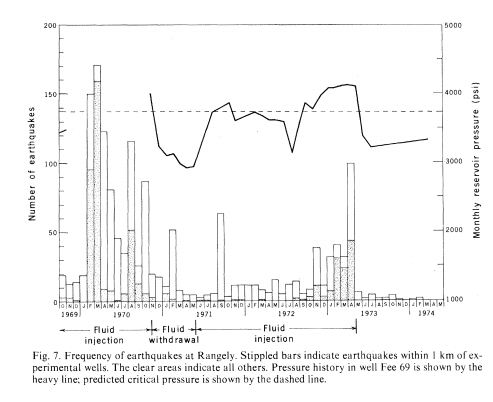 200
150
100
50
0
Number of earthquakes
5000
4000
3000
2000
1000
Monthly reservoir pressure (psi)
O N D J F M A M J J A S O N D J F M A M J J A S O N D J F M A M J J A S O N D J F M A M J J A S O N D J F M A M
1969 1970 1971 1972 1973 1974
Fluid
injection
Fluid
withdrawal
Fluid
injection
Fig. 7. Frequency of earthquakes at Rangely. Stippled bars indicate earthquakes within 1 km of ex-
perimental wells. The clear areas indicate all others. Pressure history in well Fee 69 is shown by the
heavy line; predicted critical pressure is shown by the dashed line.